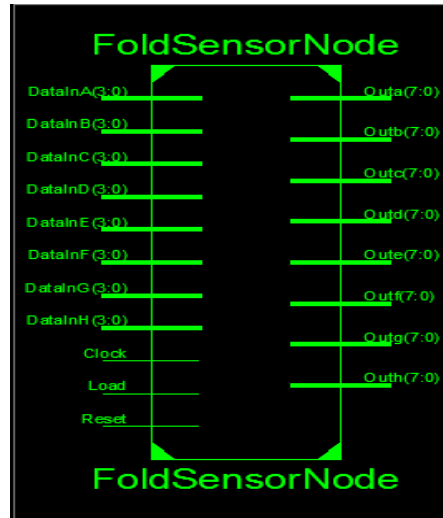 FoldSensorNode
DataInA(3:0) Outa(7:0)
DataInB(3:0) Outb(7:0)
DataInC(3:0) Outc(7:0)
DataInD(3:0) Outd(7:0)
DataInE(3:0) Oute(7:0)
DataInF(3:0) Outf(7:0)
DataInG(3:0) Outg(7:0)
DataInH(3:0) Outh(7:0)
Clock
Load
Reset
FoldSensorNode